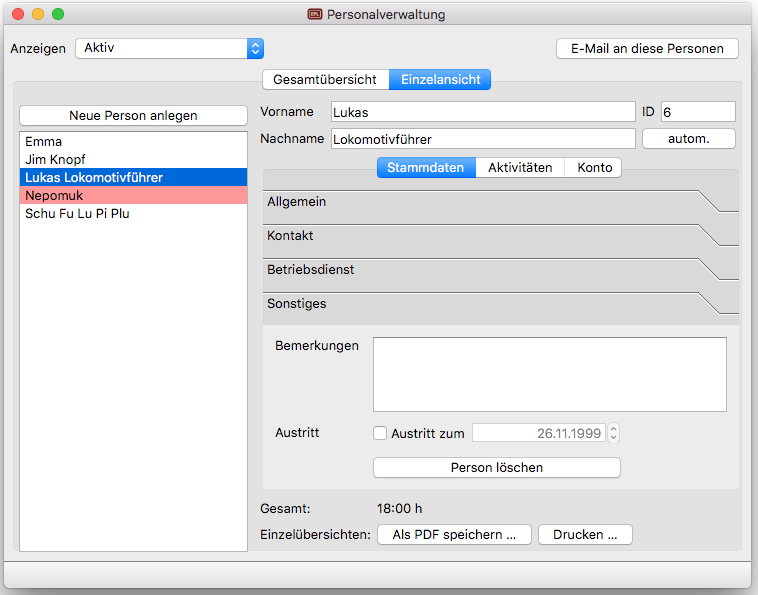 Personalverwaltung
Anzeigen Aktiv E-Mail an diese Personen
Gesamtübersicht Einzelansicht
Neue Person anlegen
Emma
Jim Knopf
Lukas Lokomotivführer
Nepomuk
Schu Fu Lu Pi Plu
Vorname Lukas ID 6
Nachname Lokomotivführer autom.
Stammdaten Aktivitäten Konto
Allgemein
Kontakt
Betriebsdienst
Sonstiges
Bemerkungen
Austritt Austritt zum 26.11.1999
Person löschen
Gesamt: 18:00 h
Einzelübersichten: Als PDF speichern ... Drucken ...